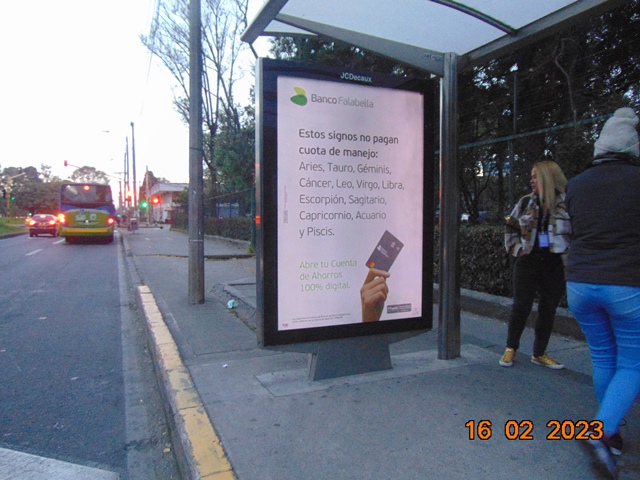 JCDecaux
Banco Falabella
Estos signos no pagan
cuota de manejo:
Aries, Tauro, Géminis,
Cáncer, Leo, Virgo, Libra,
Escorpión, Sagitario,
Capricornio, Acuario
y Piscis.
Abre tu Cuenta
de Ahorros
100% digital.
16 02 2023